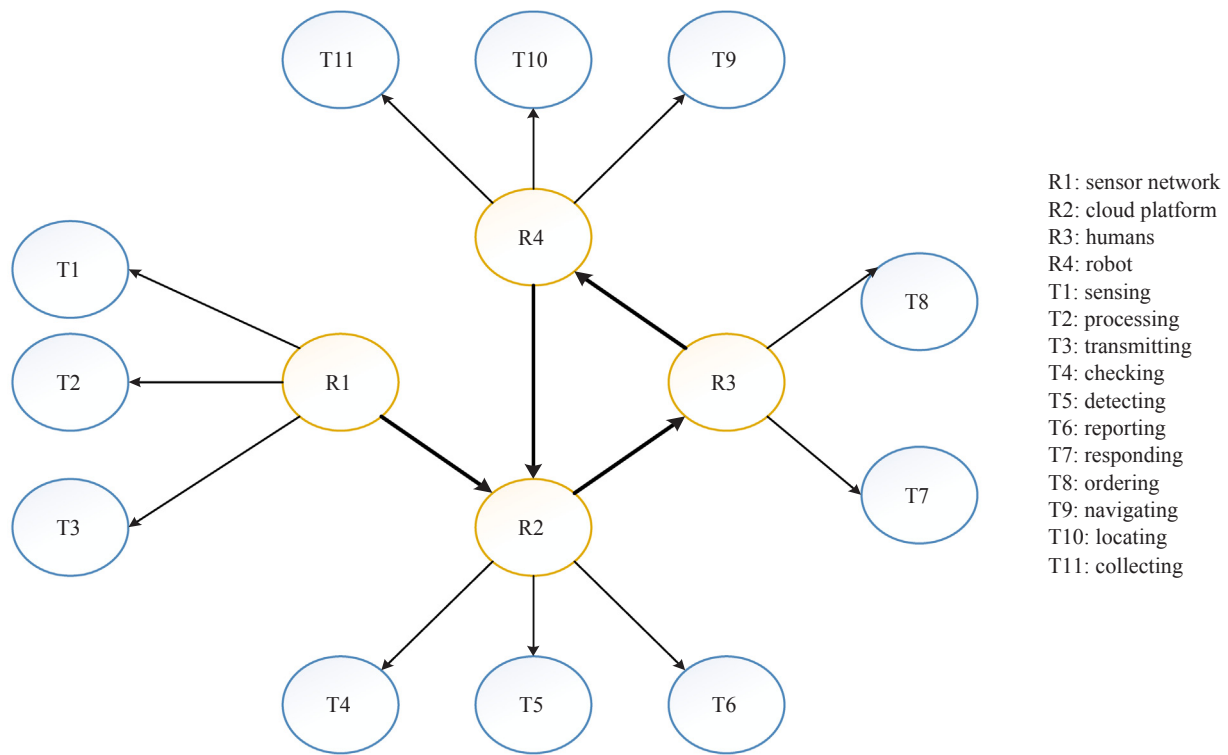 T11
T10
T9
R4
T1
T8
T2
R1
R3
T3
R2
T7
T4
T5
T6
R1: sensor network
R2: cloud platform
R3: humans
R4: robot
T1: sensing
T2: processing
T3: transmitting
T4: checking
T5: detecting
T6: reporting
T7: responding
T8: ordering
T9: navigating
T10: locating
T11: collecting